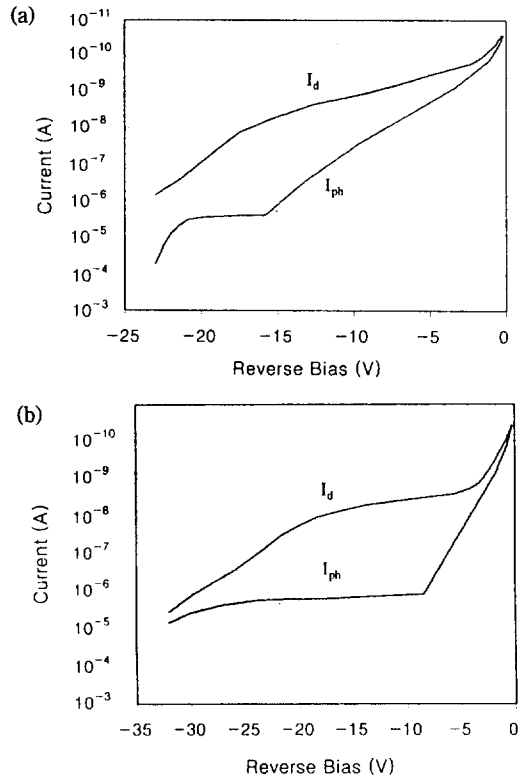 (a)
Current (A)
10⁻¹¹
10⁻¹⁰
10⁻⁹
10⁻⁸
10⁻⁷
10⁻⁶
10⁻⁵
10⁻⁴
10⁻³
I_d
I_ph
−25 −20 −15 −10 −5 0
Reverse Bias (V)
(b)
Current (A)
10⁻¹⁰
10⁻⁹
10⁻⁸
10⁻⁷
10⁻⁶
10⁻⁵
10⁻⁴
10⁻³
I_d
I_ph
−35 −30 −25 −20 −15 −10 −5 0
Reverse Bias (V)